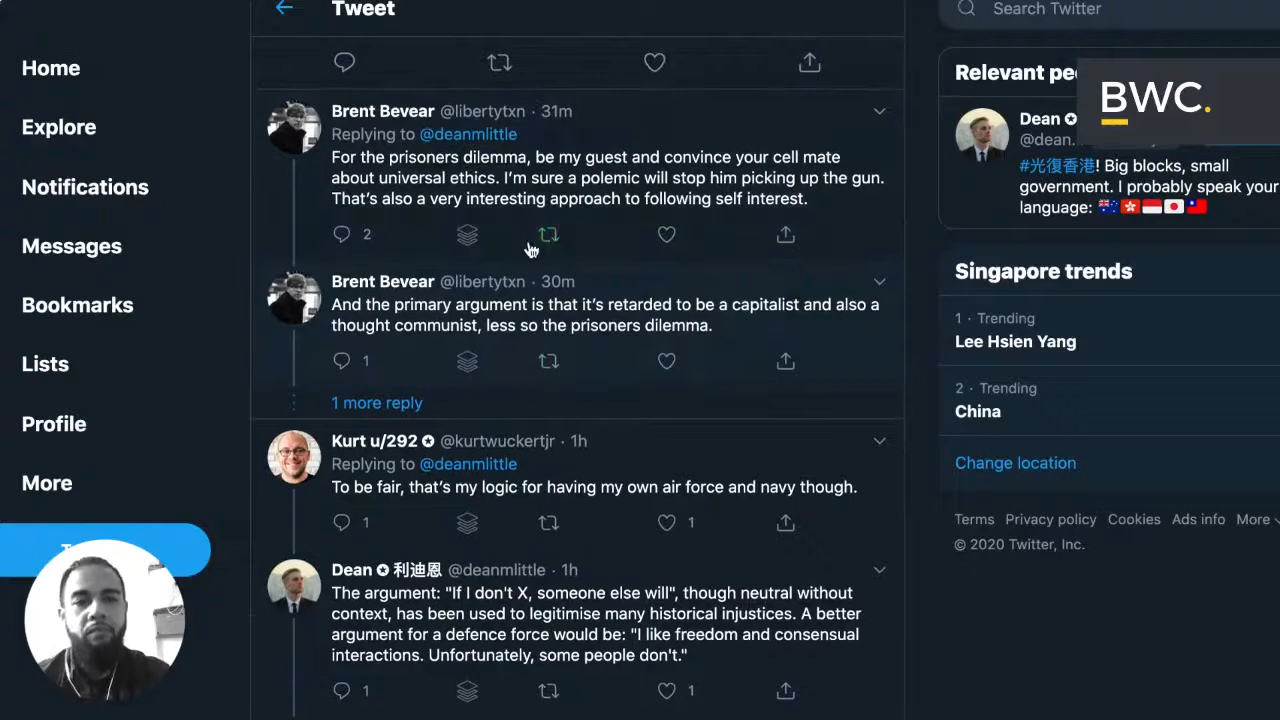 Home
Explore
Notifications
Messages
Bookmarks
Lists
Profile
More
Tweet
Brent Bevear @libertytxn · 31m
Replying to @deanmlittle
For the prisoners dilemma, be my guest and convince your cell mate
about universal ethics. I’m sure a polemic will stop him picking up the gun.
That’s also a very interesting approach to following self interest.
2
Brent Bevear @libertytxn · 30m
And the primary argument is that it’s retarded to be a capitalist and also a
thought communist, less so the prisoners dilemma.
1
1 more reply
Kurt u/292 ✪ @kurtwuckertjr · 1h
Replying to @deanmlittle
To be fair, that’s my logic for having my own air force and navy though.
1 1
Dean ✪ 利迪恩 @deanmlittle · 1h
The argument: "If I don't X, someone else will", though neutral without
context, has been used to legitimise many historical injustices. A better
argument for a defence force would be: "I like freedom and consensual
interactions. Unfortunately, some people don't."
1 1
Search Twitter
Relevant
BWC.
Dean ✪
@dean.
#光復香港! Big blocks, small
government. I probably speak your
language: 🇦🇺🇭🇰🇮🇩🇯🇵🇹🇼
Singapore trends
1 · Trending
Lee Hsien Yang
2 · Trending
China
Change location
Terms Privacy policy Cookies Ads info More
© 2020 Twitter, Inc.